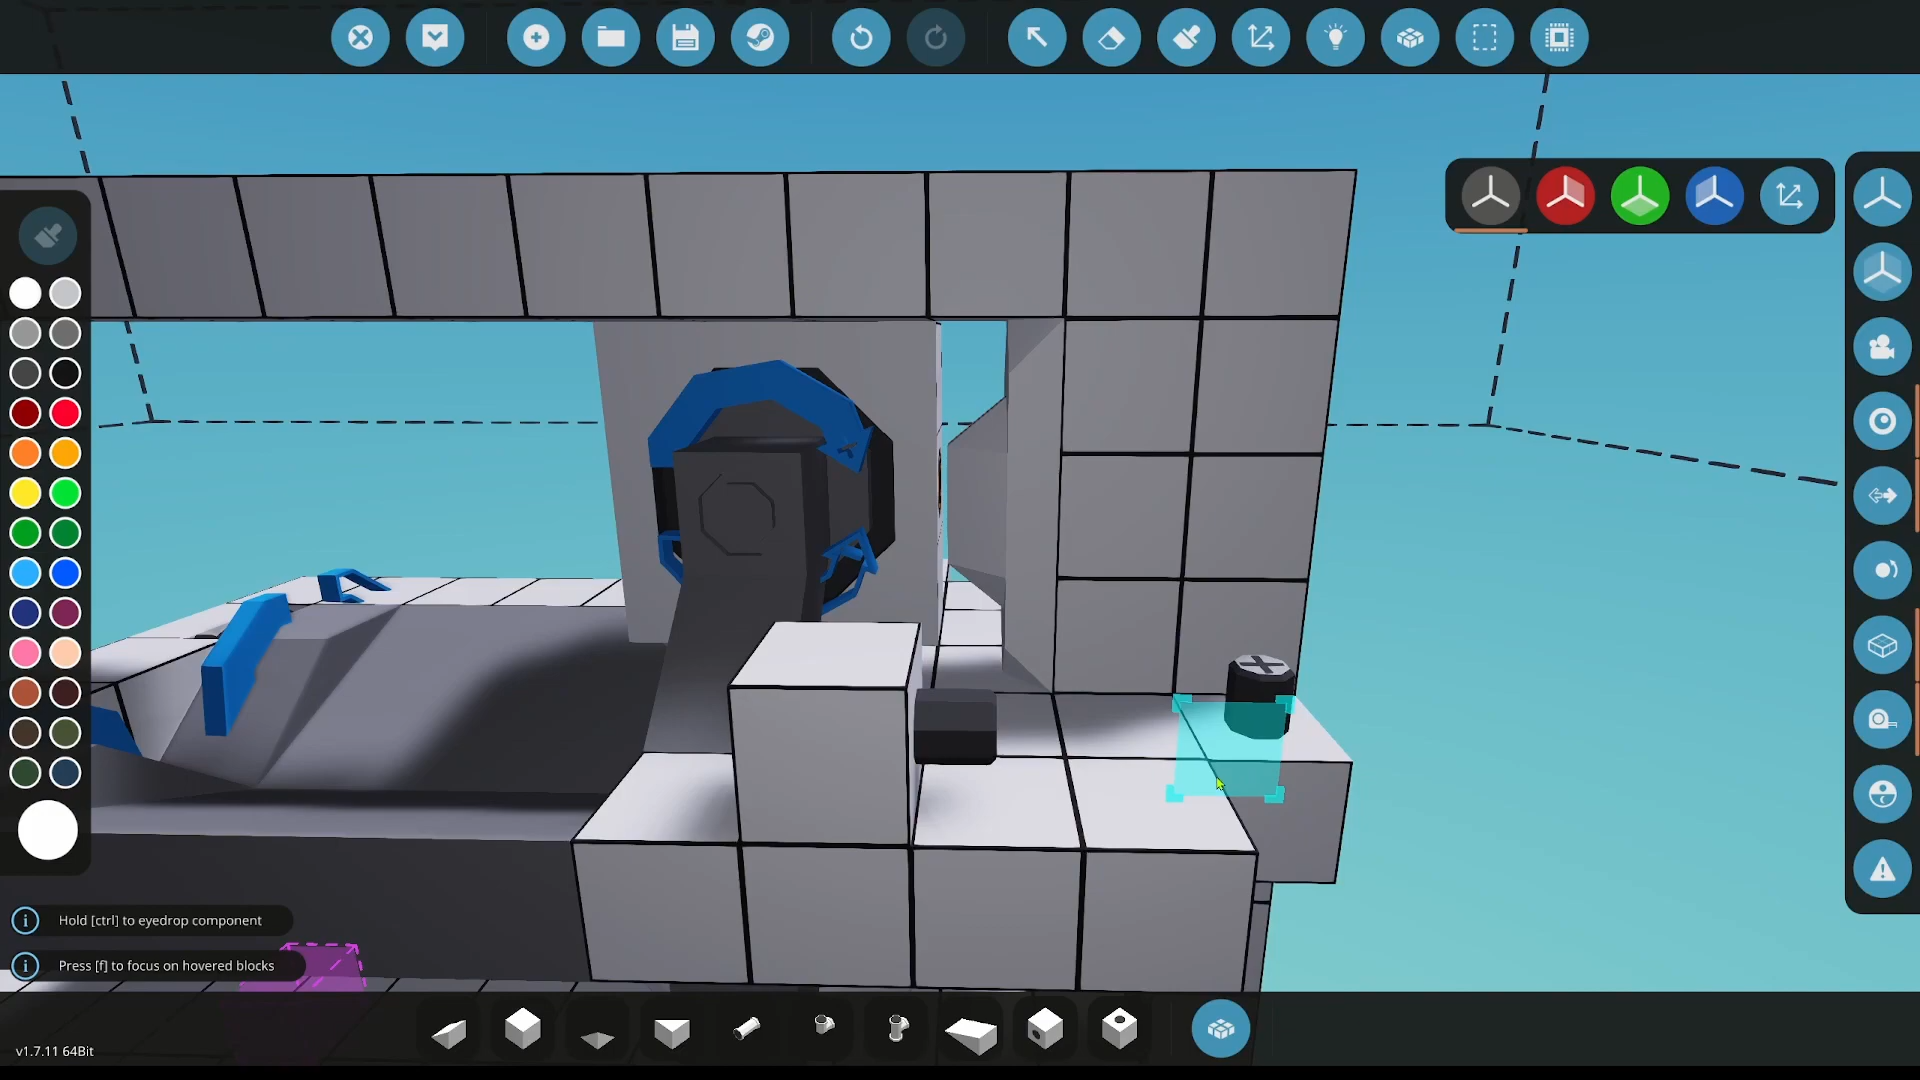 Hold [ctrl] to eyedrop component
Press [f] to focus on hovered blocks
v1.7.11 64Bit